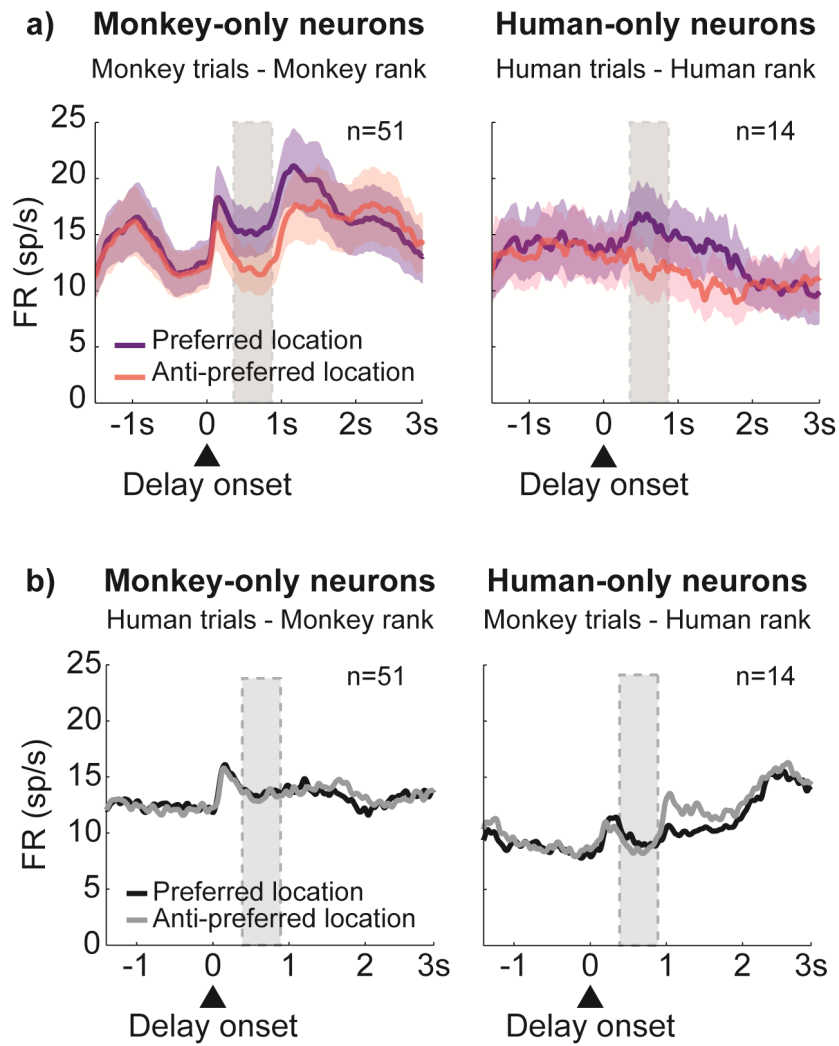 a) Monkey-only neurons Human-only neurons
Monkey trials - Monkey rank Human trials - Human rank
25
n=51 n=14
20
15
10
5
0
FR (sp/s)
Preferred location
Anti-preferred location
-1s 0 1s 2s 3s -1s 0 1s 2s 3s
Delay onset Delay onset
b) Monkey-only neurons Human-only neurons
Human trials - Monkey rank Monkey trials - Human rank
25
n=51 n=14
20
15
10
5
0
FR (sp/s)
Preferred location
Anti-preferred location
-1 0 1 2 3s -1 0 1 2 3s
Delay onset Delay onset